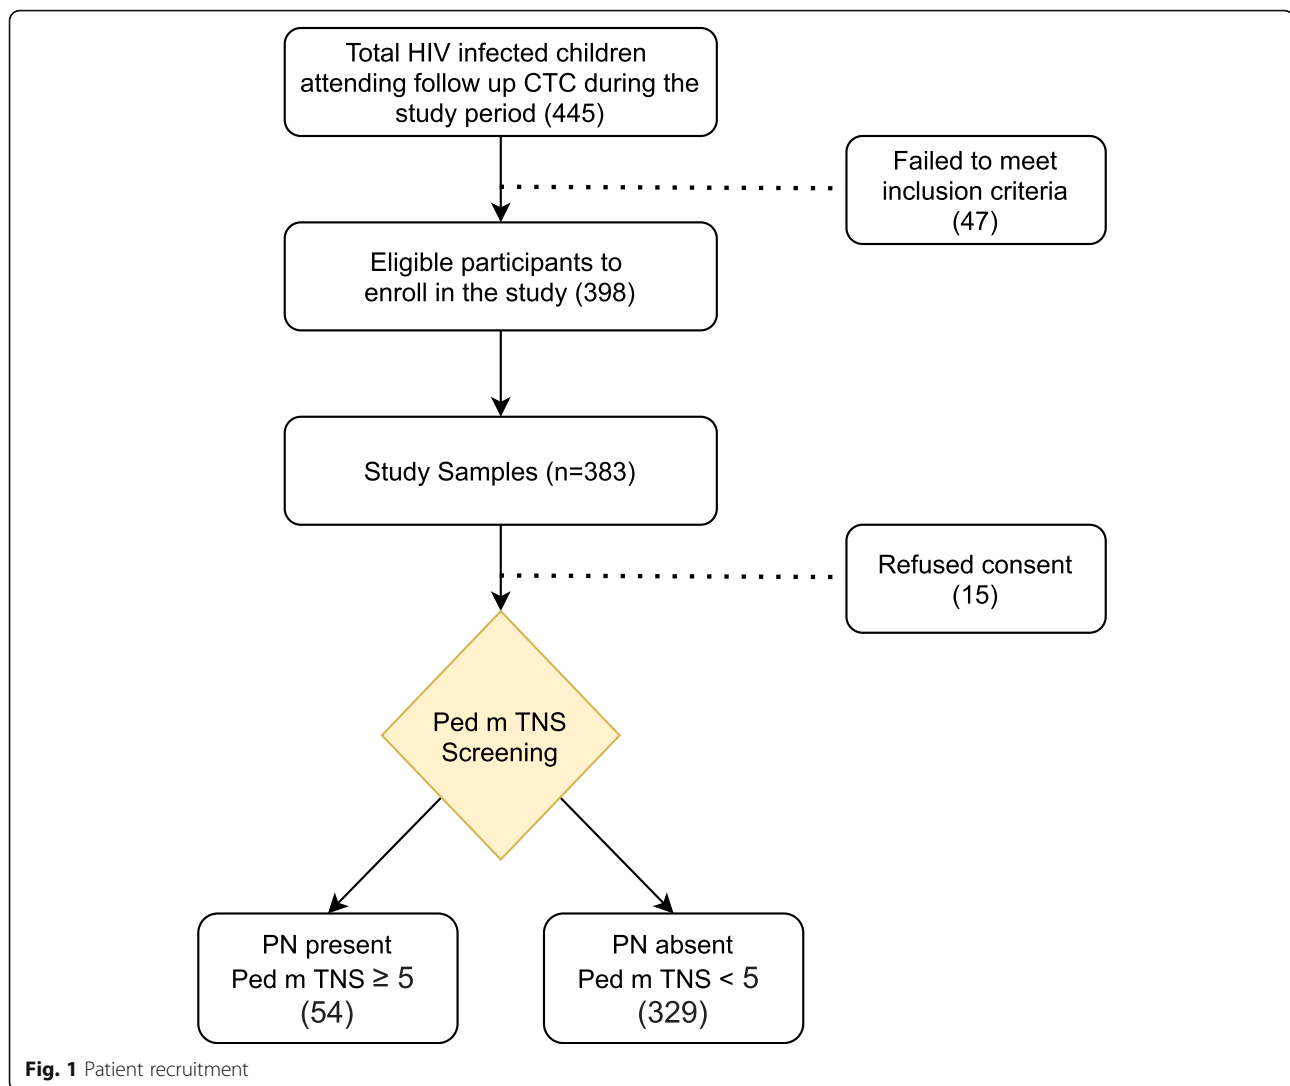 Total HIV infected children
attending follow up CTC during the
study period (445)
Failed to meet
inclusion criteria
(47)
Eligible participants to
enroll in the study (398)
Study Samples (n=383)
Refused consent
(15)
Ped m TNS
Screening
PN present
Ped m TNS ≥ 5
(54)
PN absent
Ped m TNS < 5
(329)
Fig. 1 Patient recruitment